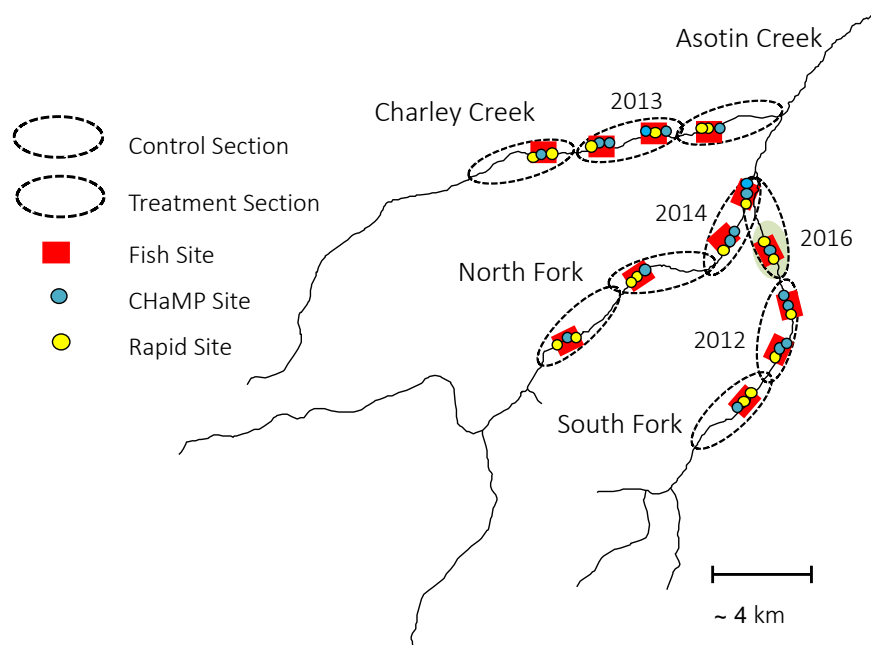 Asotin Creek
Charley Creek
2013
Control Section
Treatment Section
2014
2016
Fish Site
North Fork
CHaMP Site
Rapid Site
2012
South Fork
~ 4 km